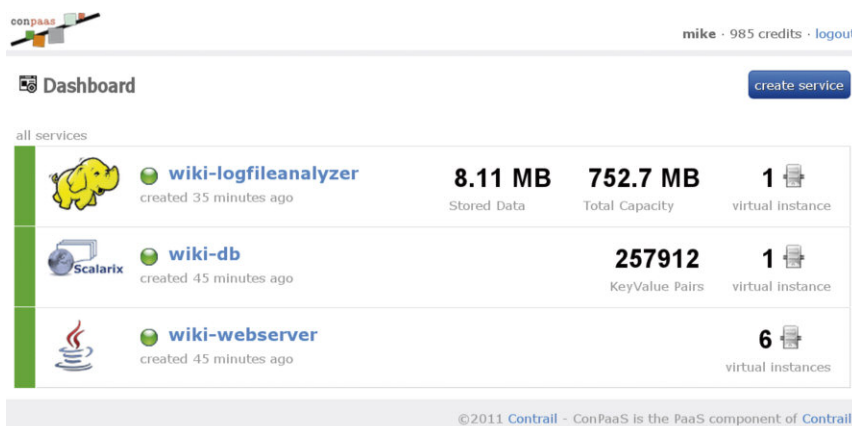 conpaas
mike · 985 credits · logout
Dashboard
create service
all services
wiki-logfileanalyzer
created 35 minutes ago
8.11 MB
Stored Data
752.7 MB
Total Capacity
1
virtual instance
Scalarix
wiki-db
created 45 minutes ago
257912
KeyValue Pairs
1
virtual instance
wiki-webserver
created 45 minutes ago
6
virtual instances
©2011 Contrail - ConPaaS is the PaaS component of Contrail